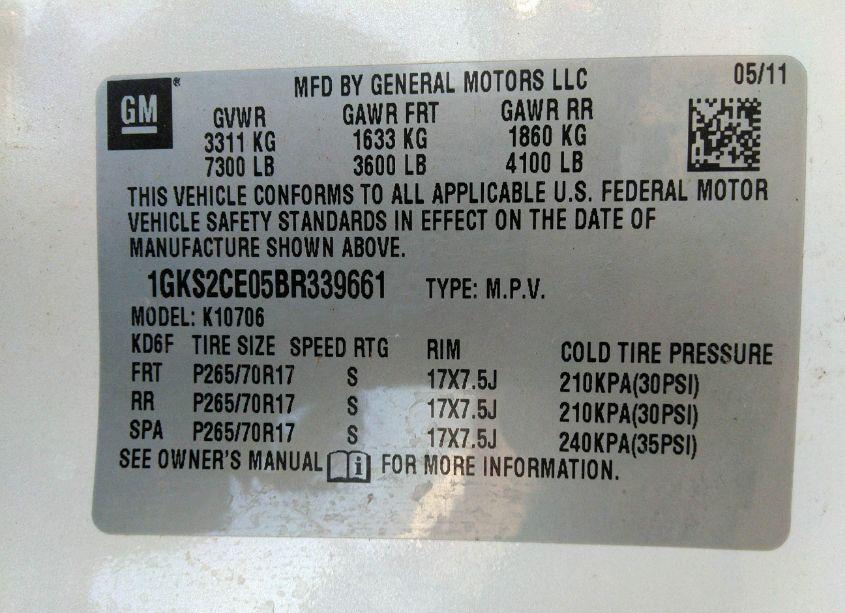 GM®
MFD BY GENERAL MOTORS LLC 05/11
GVWR GAWR FRT GAWR RR
3311 KG 1633 KG 1860 KG
7300 LB 3600 LB 4100 LB
THIS VEHICLE CONFORMS TO ALL APPLICABLE U.S. FEDERAL MOTOR
VEHICLE SAFETY STANDARDS IN EFFECT ON THE DATE OF
MANUFACTURE SHOWN ABOVE.
1GKS2CE05BR339661 TYPE: M.P.V.
MODEL: K10706
KD6F TIRE SIZE SPEED RTG RIM COLD TIRE PRESSURE
FRT P265/70R17 S 17X7.5J 210KPA(30PSI)
RR P265/70R17 S 17X7.5J 210KPA(30PSI)
SPA P265/70R17 S 17X7.5J 240KPA(35PSI)
SEE OWNER'S MANUAL i FOR MORE INFORMATION.